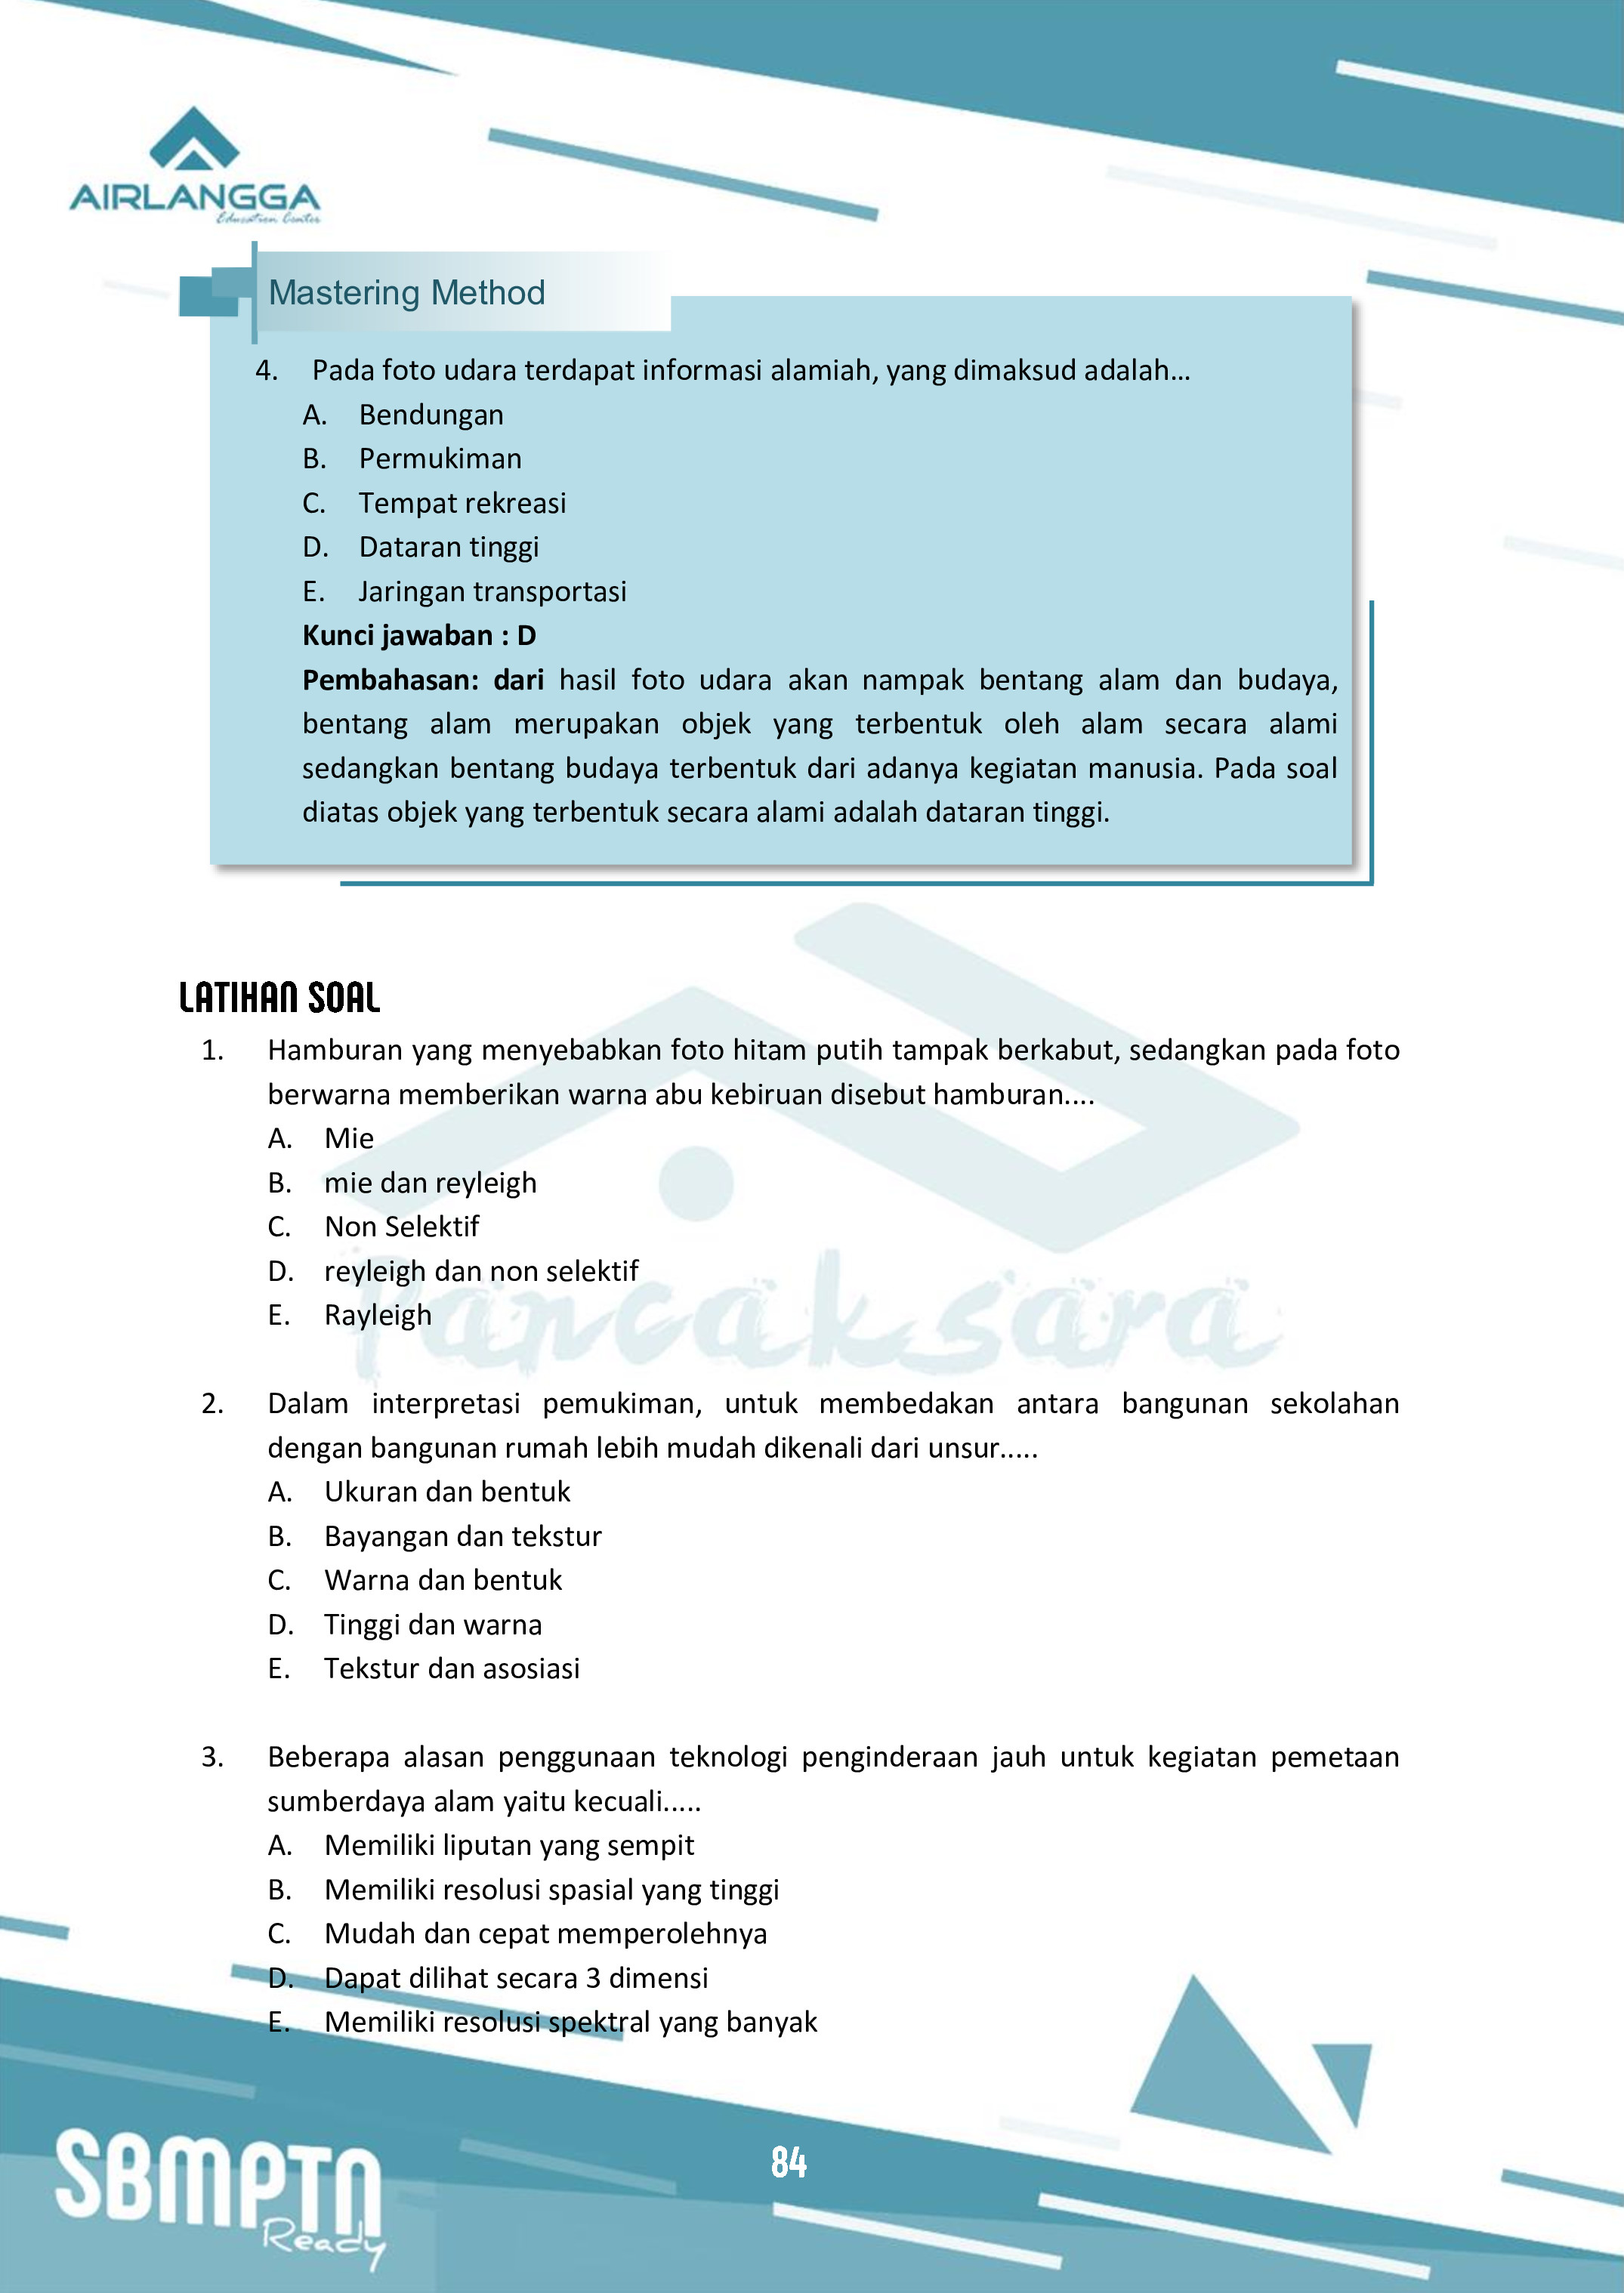 AIRLANGGA
Education Center
Mastering Method
4. Pada foto udara terdapat informasi alamiah, yang dimaksud adalah...
A. Bendungan
B. Permukiman
C. Tempat rekreasi
D. Dataran tinggi
E. Jaringan transportasi
Kunci jawaban : D
Pembahasan: dari hasil foto udara akan nampak bentang alam dan budaya,
bentang alam merupakan objek yang terbentuk oleh alam secara alami
sedangkan bentang budaya terbentuk dari adanya kegiatan manusia. Pada soal
diatas objek yang terbentuk secara alami adalah dataran tinggi.
LATIHAN SOAL
1. Hamburan yang menyebabkan foto hitam putih tampak berkabut, sedangkan pada foto
berwarna memberikan warna abu kebiruan disebut hamburan....
A. Mie
B. mie dan reyleigh
C. Non Selektif
D. reyleigh dan non selektif
E. Rayleigh
Pancaksara
2. Dalam interpretasi pemukiman, untuk membedakan antara bangunan sekolahan
dengan bangunan rumah lebih mudah dikenali dari unsur.....
A. Ukuran dan bentuk
B. Bayangan dan tekstur
C. Warna dan bentuk
D. Tinggi dan warna
E. Tekstur dan asosiasi
3. Beberapa alasan penggunaan teknologi penginderaan jauh untuk kegiatan pemetaan
sumberdaya alam yaitu kecuali.....
A. Memiliki liputan yang sempit
B. Memiliki resolusi spasial yang tinggi
C. Mudah dan cepat memperolehnya
D. Dapat dilihat secara 3 dimensi
E. Memiliki resolusi spektral yang banyak
SBMPTN
Ready
84